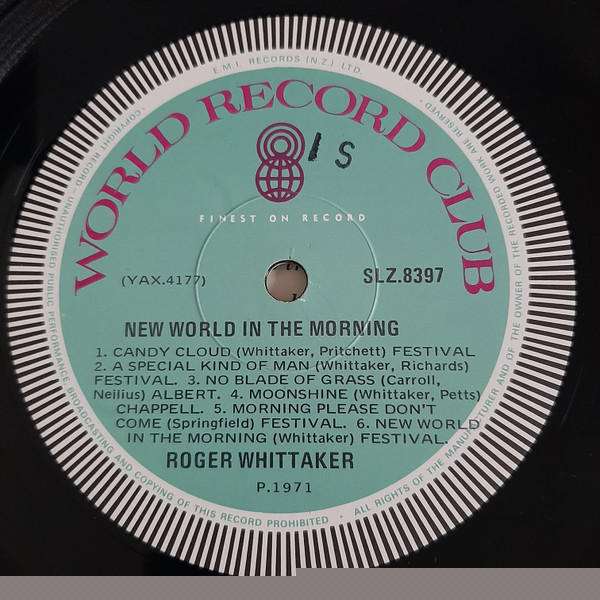 E.M.I. RECORDS (N.Z.) LTD.
WORLD RECORD CLUB
1 S
FINEST ON RECORD
(YAX.4177)
SLZ.8397
NEW WORLD IN THE MORNING
1. CANDY CLOUD (Whittaker, Pritchett) FESTIVAL
2. A SPECIAL KIND OF MAN (Whittaker, Richards)
FESTIVAL. 3. NO BLADE OF GRASS (Carroll,
Neilius) ALBERT. 4. MOONSHINE (Whittaker, Petts)
CHAPPELL. 5. MORNING PLEASE DON'T
COME (Springfield) FESTIVAL. 6. NEW WORLD
IN THE MORNING (Whittaker) FESTIVAL.
ROGER WHITTAKER
P.1971
· COPYRIGHT RECORD – UNAUTHORISED PUBLIC PERFORMANCE, BROADCASTING AND COPYING OF THIS RECORD PROHIBITED · ALL RIGHTS OF THE MANUFACTURER AND OF THE OWNER OF THE RECORDED WORK ARE RESERVED ·